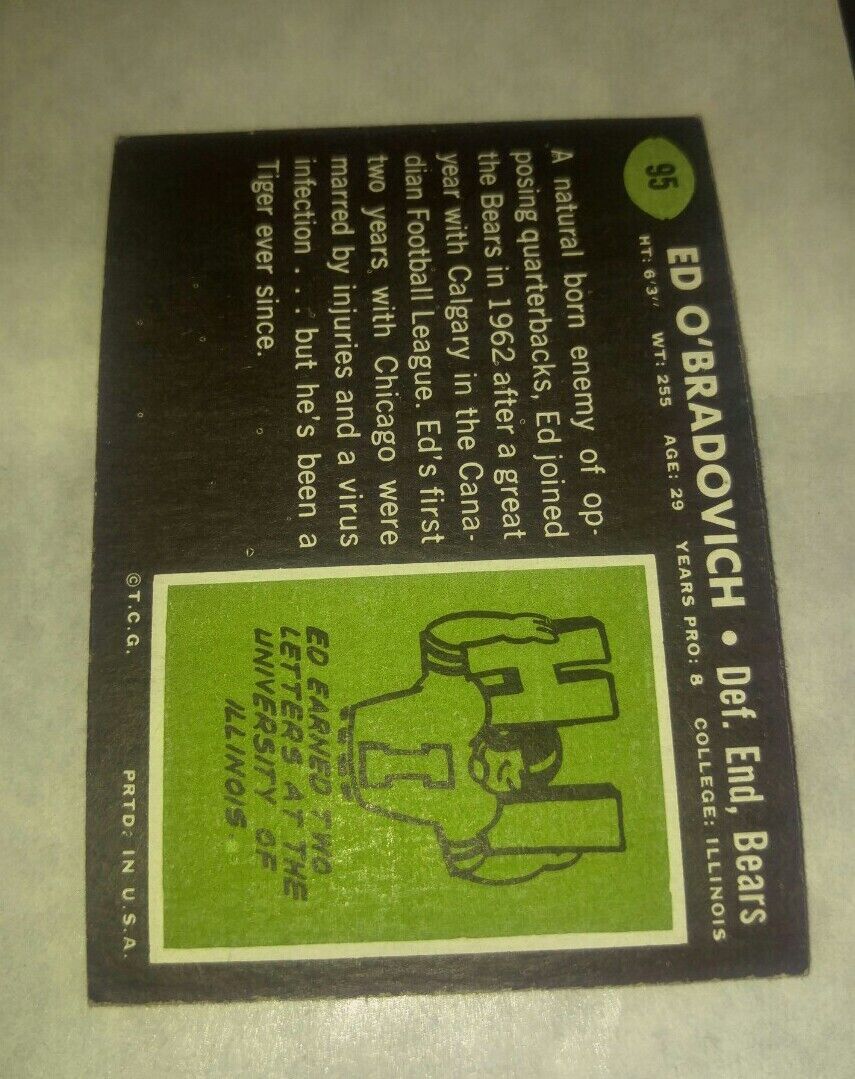 95
ED O'BRADOVICH • Def. End, Bears
HT: 6'3" WT: 255 AGE: 29 YEARS PRO: 8 COLLEGE: ILLINOIS
A natural born enemy of op-
posing quarterbacks, Ed joined
the Bears in 1962 after a great
year with Calgary in the Cana-
dian Football League. Ed's first
two years with Chicago were
marred by injuries and a virus
infection . . . but he's been a
Tiger ever since.
H I
I
ED EARNED TWO
LETTERS AT THE
UNIVERSITY OF
ILLINOIS
©T.C.G. PRTD: IN U.S.A.